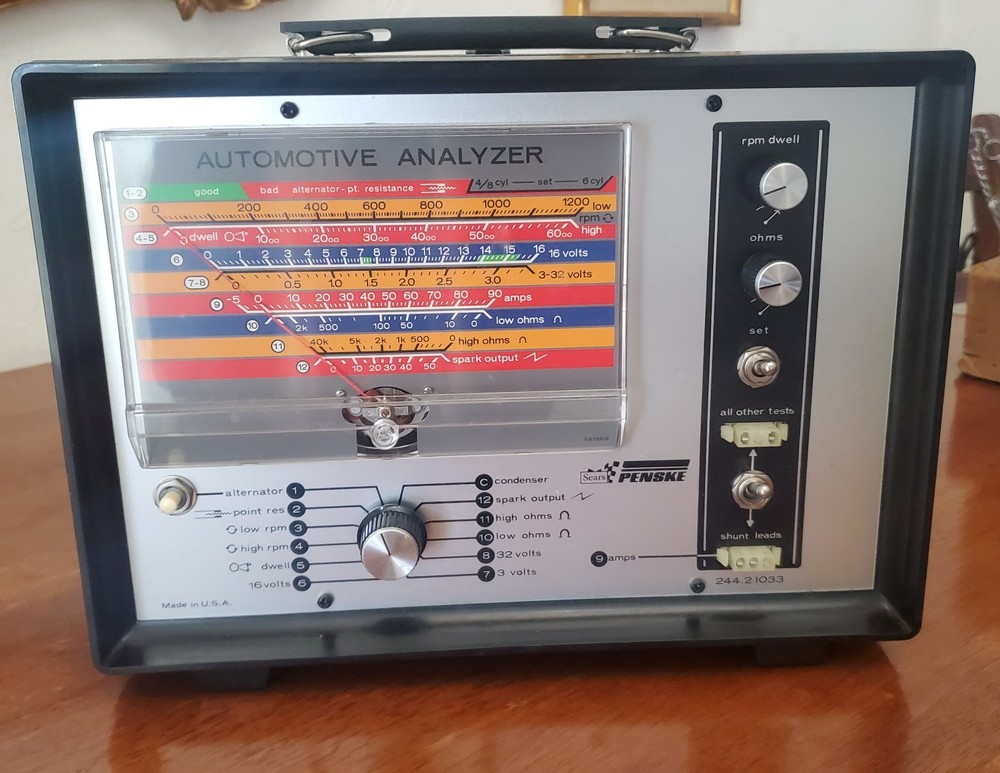 AUTOMOTIVE ANALYZER
1-2 good bad alternator-pt. resistance 4/8 cyl set 6 cyl
3 0 200 400 600 800 1000 1200 low
rpm
4-5 dwell 1000 2000 3000 4000 5000 6000 high
6 0 1 2 3 4 5 6 7 8 9 10 11 12 13 14 15 16 16 volts
7-8 0 0.5 1.0 1.5 2.0 2.5 3.0 3-32 volts
9 -5 0 10 20 30 40 50 60 70 80 90 amps
10 2k 500 100 50 10 0 low ohms
11 40k 5k 2k 1k 500 0 high ohms
12 0 10 20 30 40 50 spark output
Sears PENSKE
alternator 1
point res 2
low rpm 3
high rpm 4
dwell 5
16 volts 6
C condenser
12 spark output
11 high ohms
10 low ohms
8 32 volts
7 3 volts
Made in U.S.A.
rpm dwell
ohms
set
all other tests
shunt leads
9 amps
244.21033